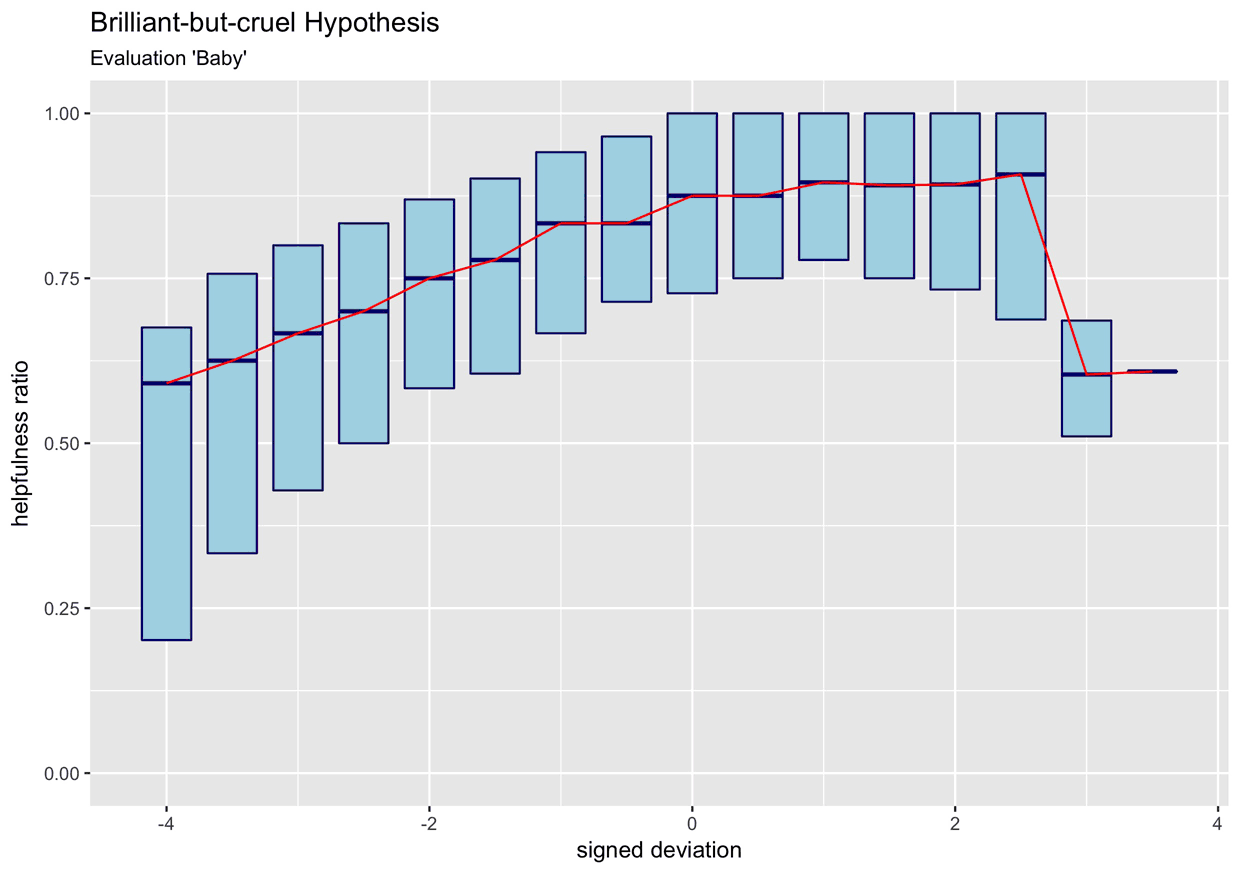 Brilliant-but-cruel Hypothesis
Evaluation 'Baby'
helpfulness ratio
1.00
0.75
0.50
0.25
0.00
-4
-2
0
2
4
signed deviation